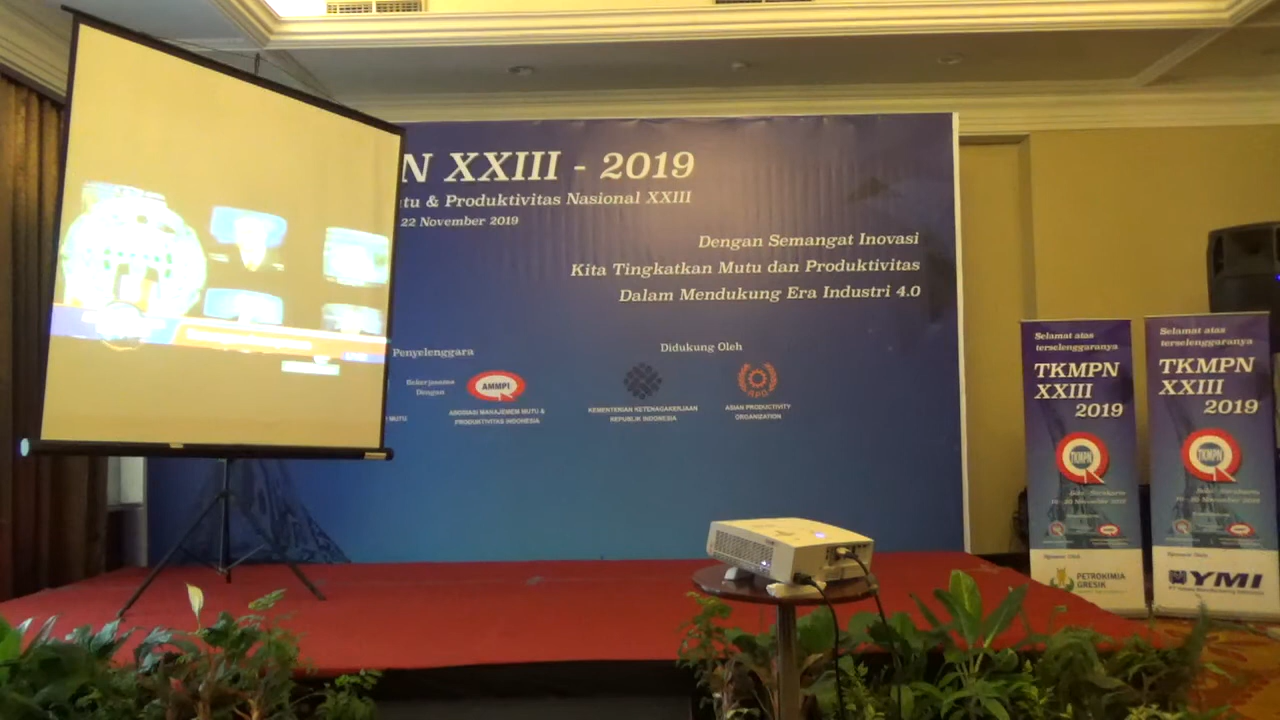 N XXIII - 2019
tu & Produktivitas Nasional XXIII
22 November 2019
Dengan Semangat Inovasi
Kita Tingkatkan Mutu dan Produktivitas
Dalam Mendukung Era Industri 4.0
Penyelenggara
Didukung Oleh
Bekerjasama
Dengan
AMMPI
APO
MUTU
ASOSIASI MANAJEMEN MUTU &
PRODUKTIVITAS INDONESIA
KEMENTERIAN KETENAGAKERJAAN
REPUBLIK INDONESIA
ASIAN PRODUCTIVITY
ORGANIZATION
Selamat atas
terselenggaranya
TKMPN
XXIII
2019
TKMPN
PETROKIMIA
GRESIK
Selamat atas
terselenggaranya
TKMPN
XXIII
2019
TKMPN
YMI